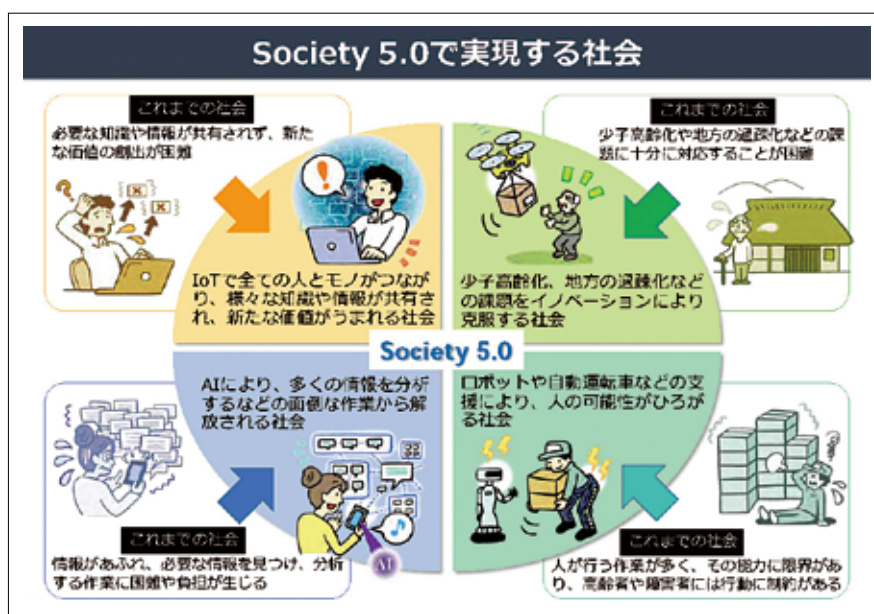 Society 5.0で実現する社会
これまでの社会
必要な知識や情報が共有されず、新た
な価値の創出が困難
IoTで全ての人とモノがつなが
り、様々な知識や情報が共有さ
れ、新たな価値がうまれる社会
これまでの社会
少子高齢化や地方の過疎化などの課
題に十分に対応することが困難
少子高齢化、地方の過疎化など
の課題をイノベーションにより
克服する社会
Society 5.0
AIにより、多くの情報を分析
するなどの面倒な作業から解
放される社会
AI
これまでの社会
情報があふれ、必要な情報を見つけ、分析
する作業に困難や負担が生じる
ロボットや自動運転車などの支
援により、人の可能性がひろが
る社会
これまでの社会
人が行う作業が多く、その能力に限界があ
り、高齢者や障害者には行動に制約がある